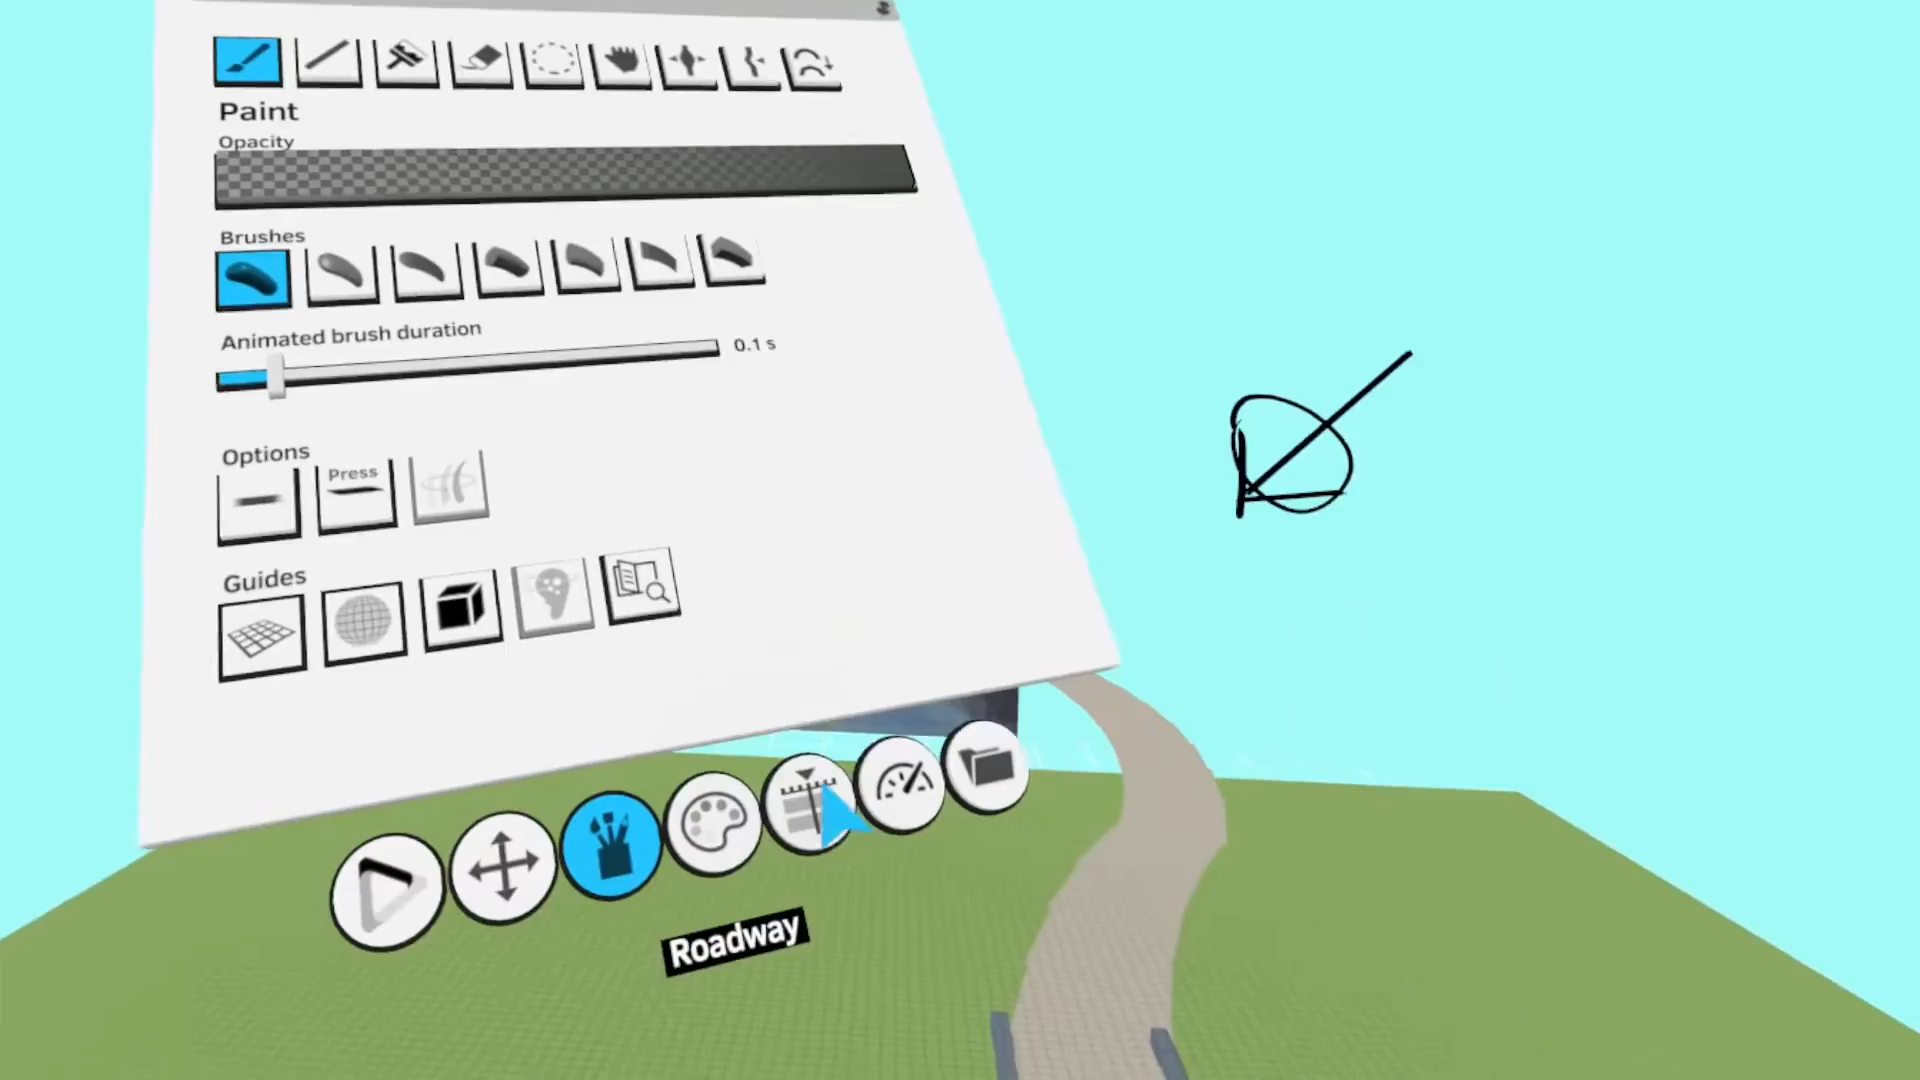 Paint
Opacity
Brushes
Animated brush duration
0.1 s
Options
Press
Guides
Roadway